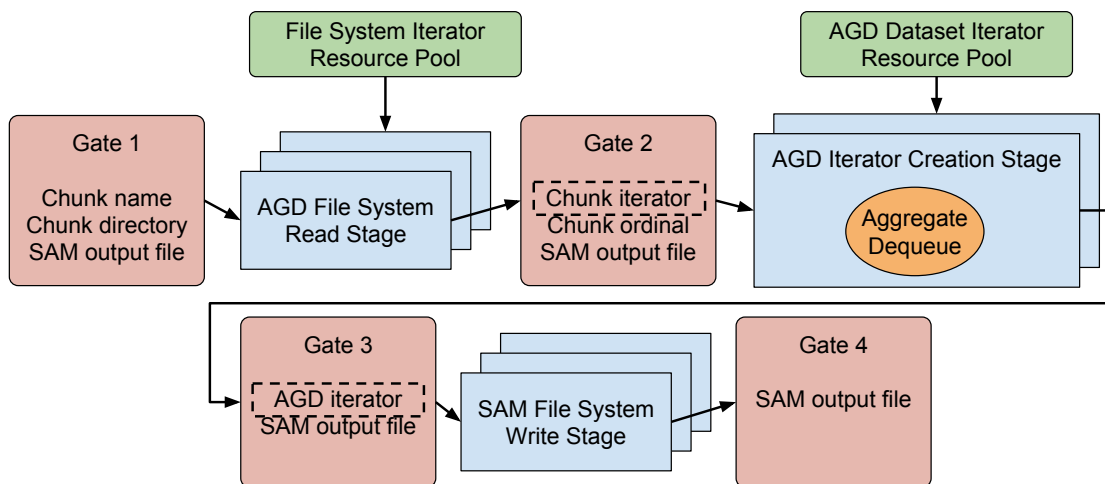 File System Iterator
Resource Pool
AGD Dataset Iterator
Resource Pool
Gate 1
Chunk name
Chunk directory
SAM output file
AGD File System
Read Stage
Gate 2
Chunk iterator
Chunk ordinal
SAM output file
AGD Iterator Creation Stage
Aggregate
Dequeue
Gate 3
AGD iterator
SAM output file
SAM File System
Write Stage
Gate 4
SAM output file